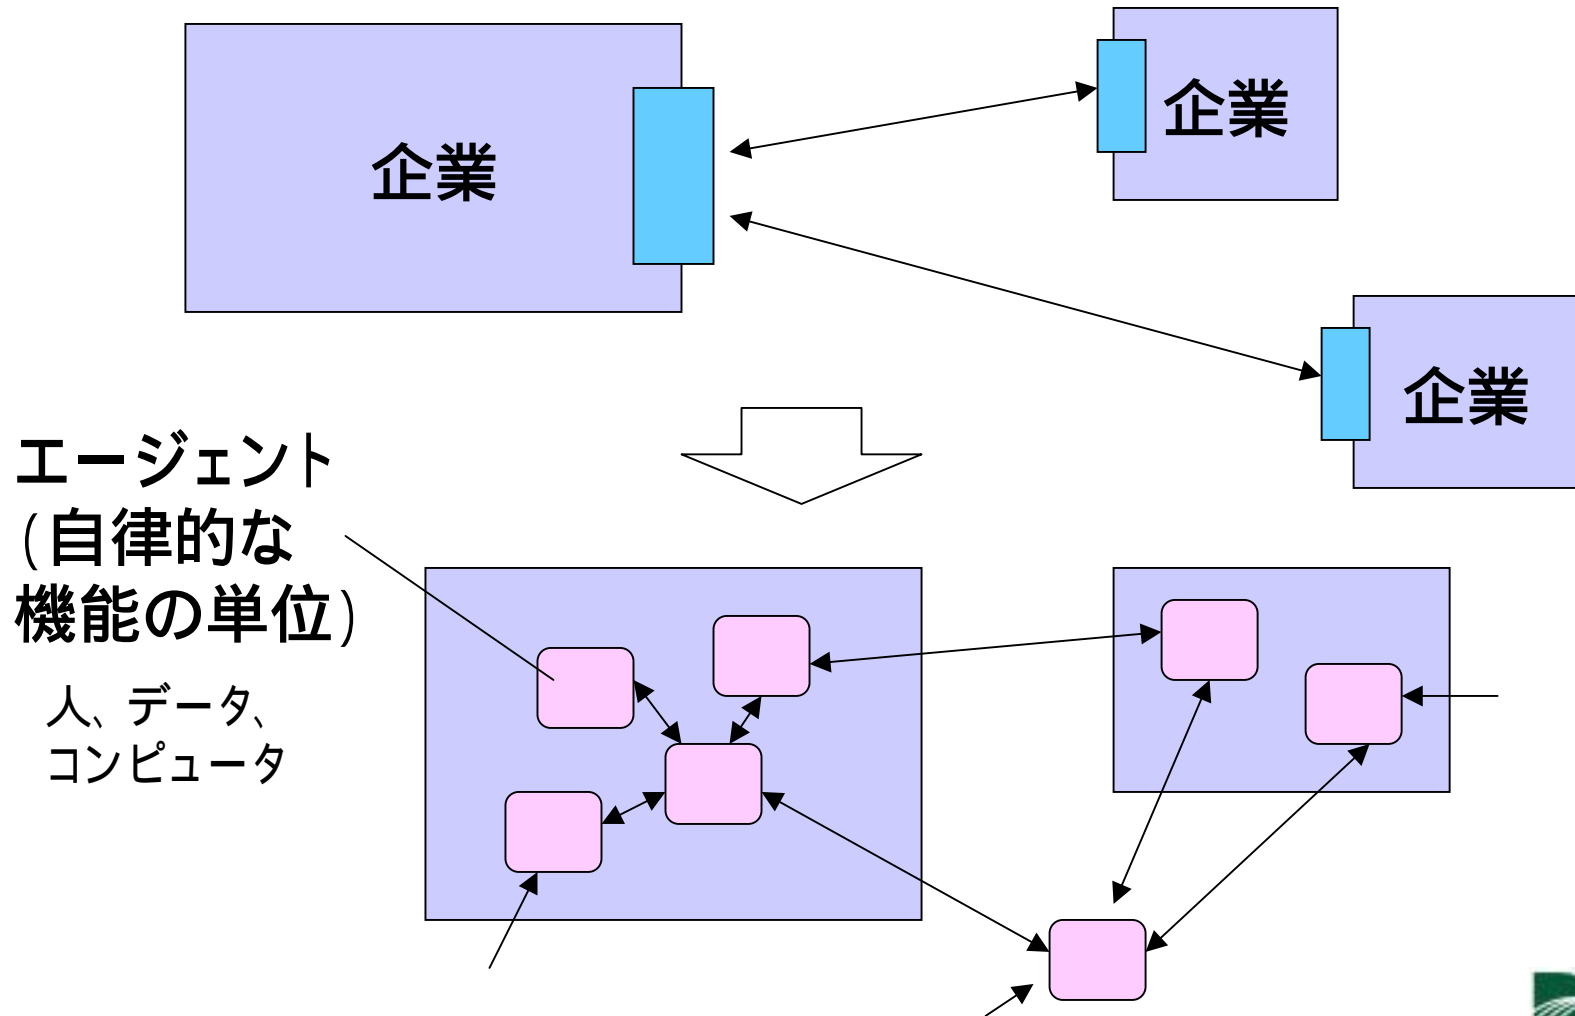 企業
企業
企業
エージェント
(自律的な
機能の単位)
人、データ、
コンピュータ